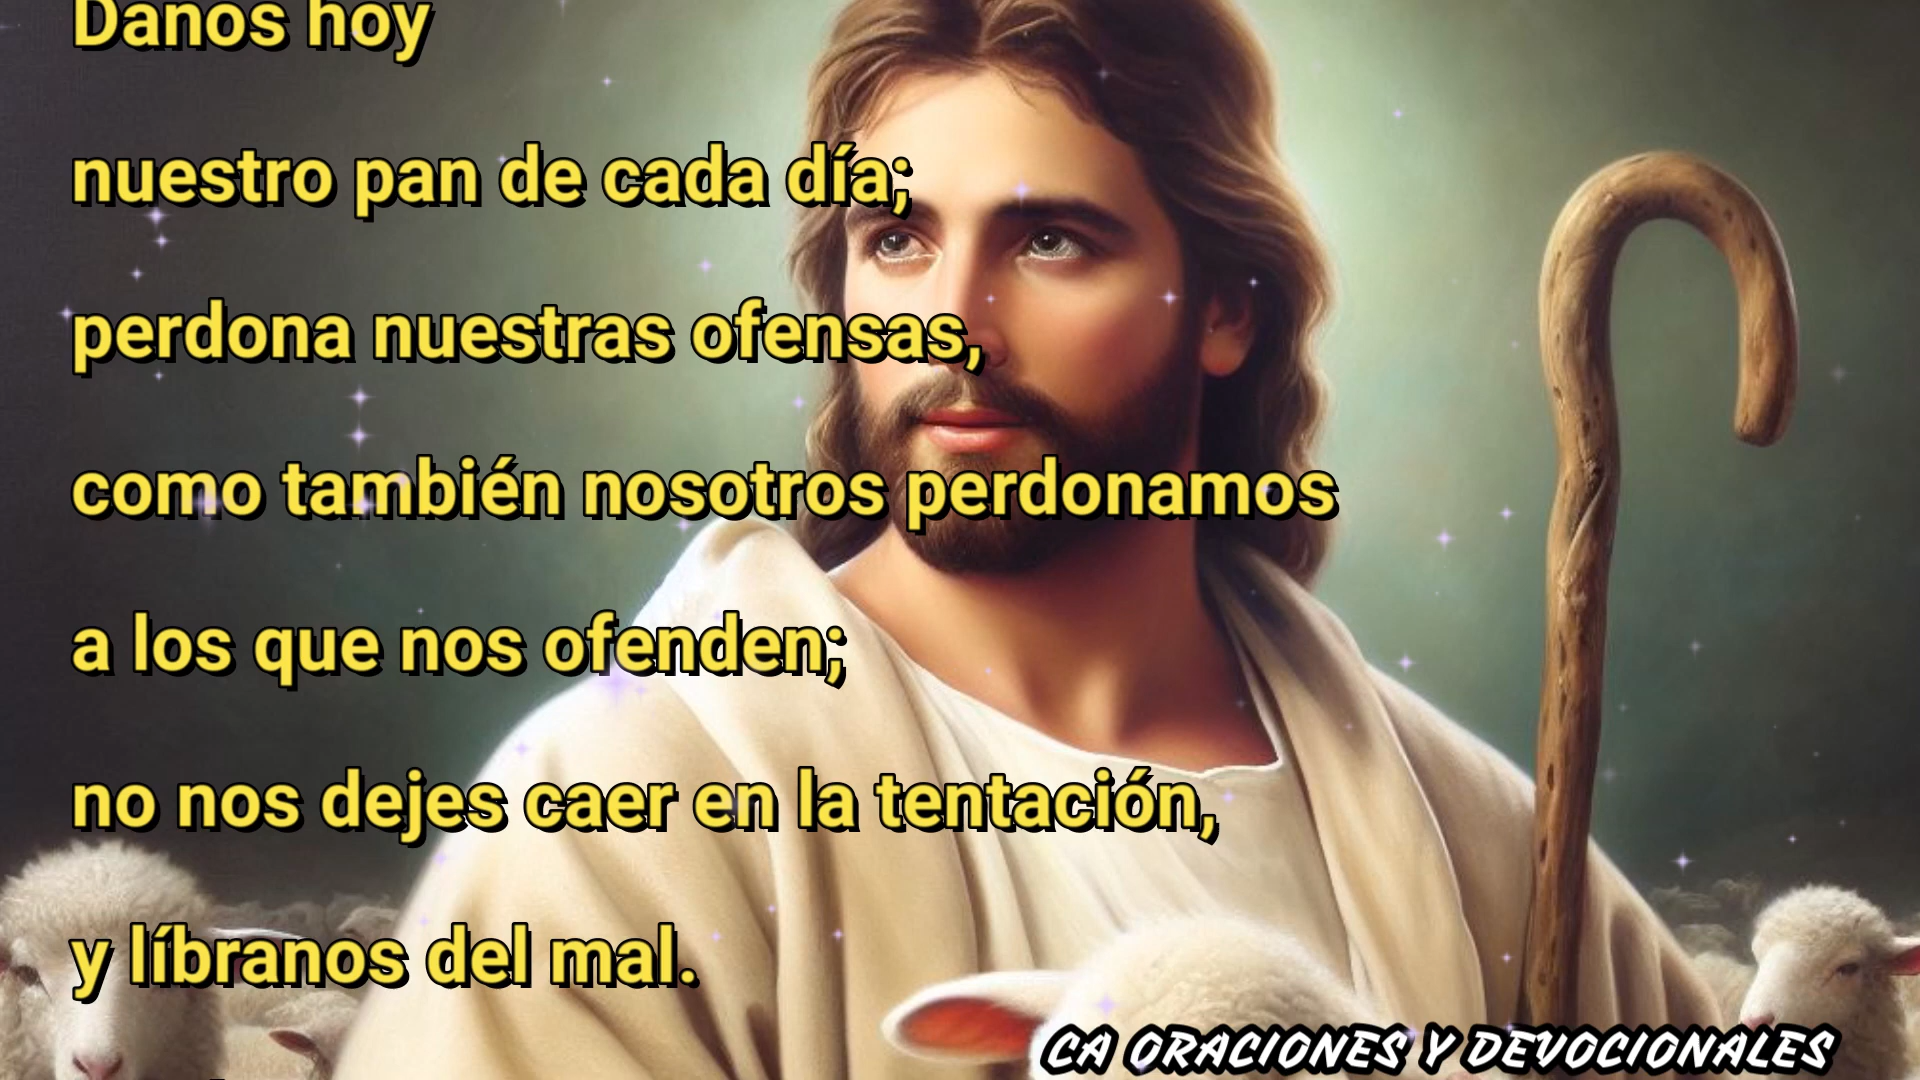 Danos hoy
nuestro pan de cada día;
perdona nuestras ofensas,
como también nosotros perdonamos
a los que nos ofenden;
no nos dejes caer en la tentación,
y líbranos del mal.
CA ORACIONES Y DEVOCIONALES